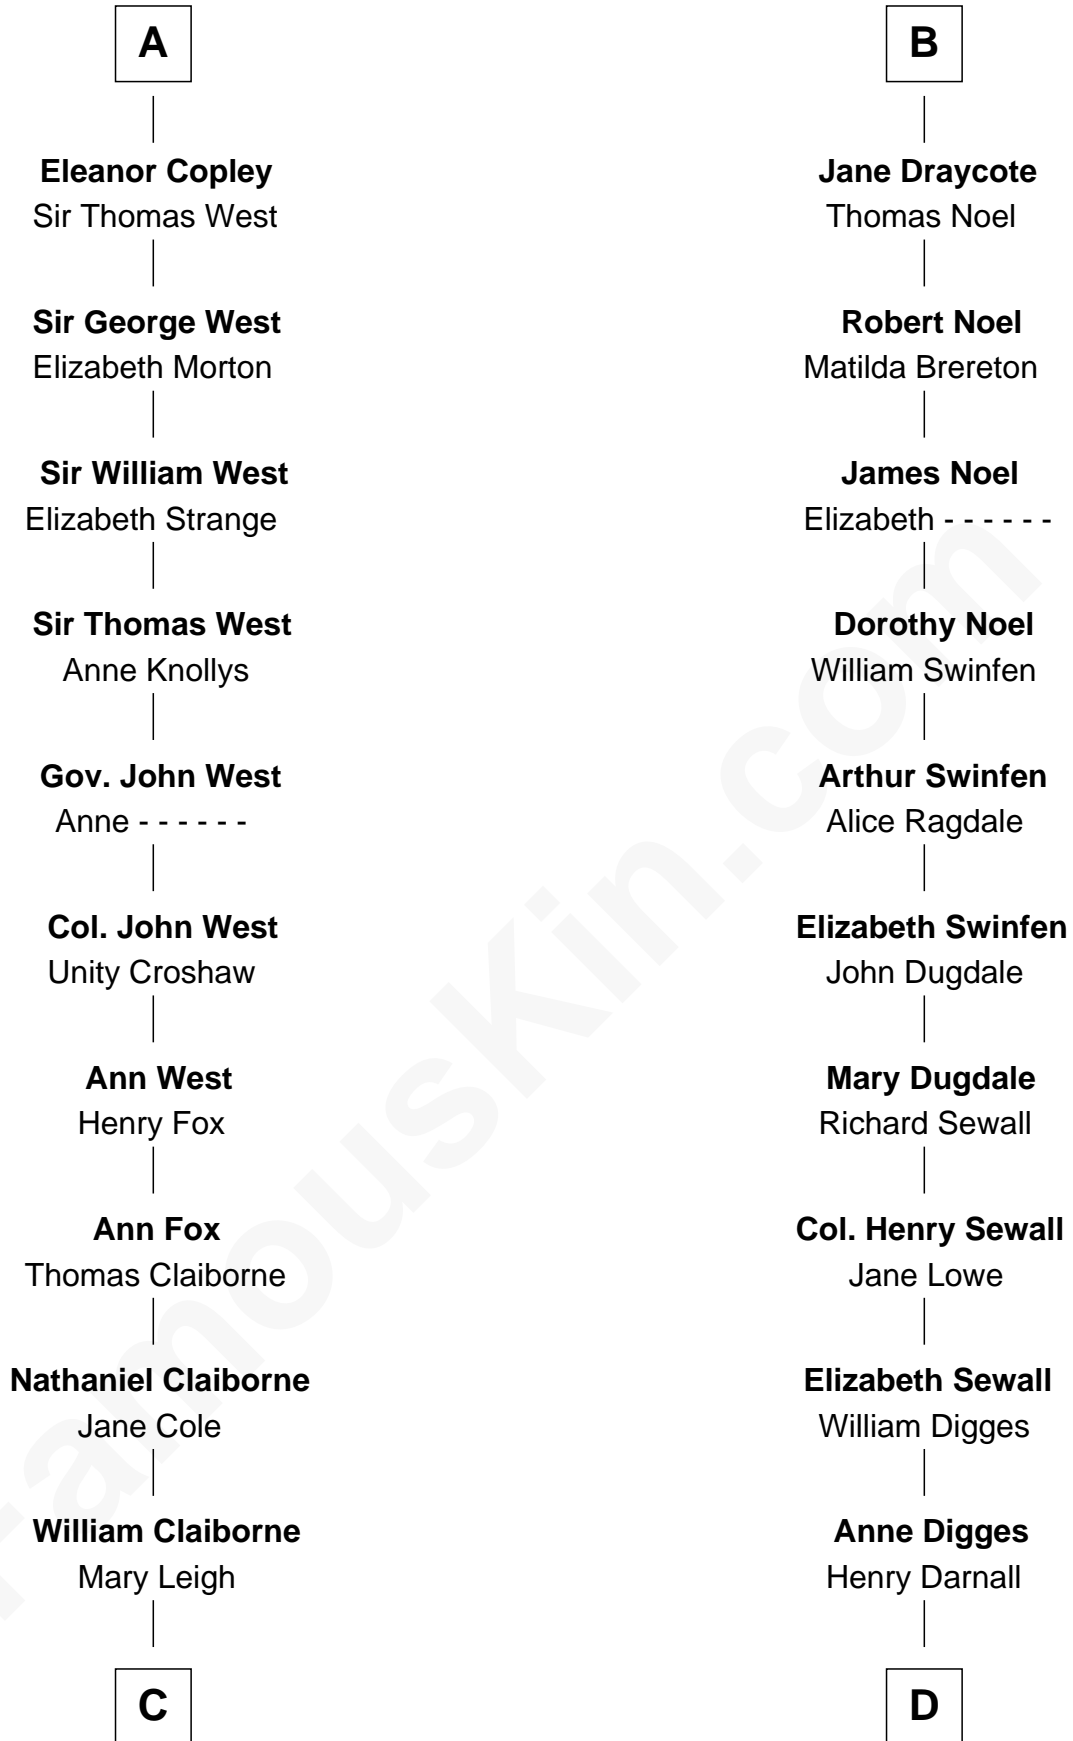 A
Eleanor Copley
Sir Thomas West
Sir George West
Elizabeth Morton
Sir William West
Elizabeth Strange
Sir Thomas West
Anne Knollys
Gov. John West
Anne - - - - - -
Col. John West
Unity Croshaw
Ann West
Henry Fox
Ann Fox
Thomas Claiborne
Nathaniel Claiborne
Jane Cole
William Claiborne
Mary Leigh
C
B
Jane Draycote
Thomas Noel
Robert Noel
Matilda Brereton
James Noel
Elizabeth - - - - - -
Dorothy Noel
William Swinfen
Arthur Swinfen
Alice Ragdale
Elizabeth Swinfen
John Dugdale
Mary Dugdale
Richard Sewall
Col. Henry Sewall
Jane Lowe
Elizabeth Sewall
William Digges
Anne Digges
Henry Darnall
D
FamousKin.com